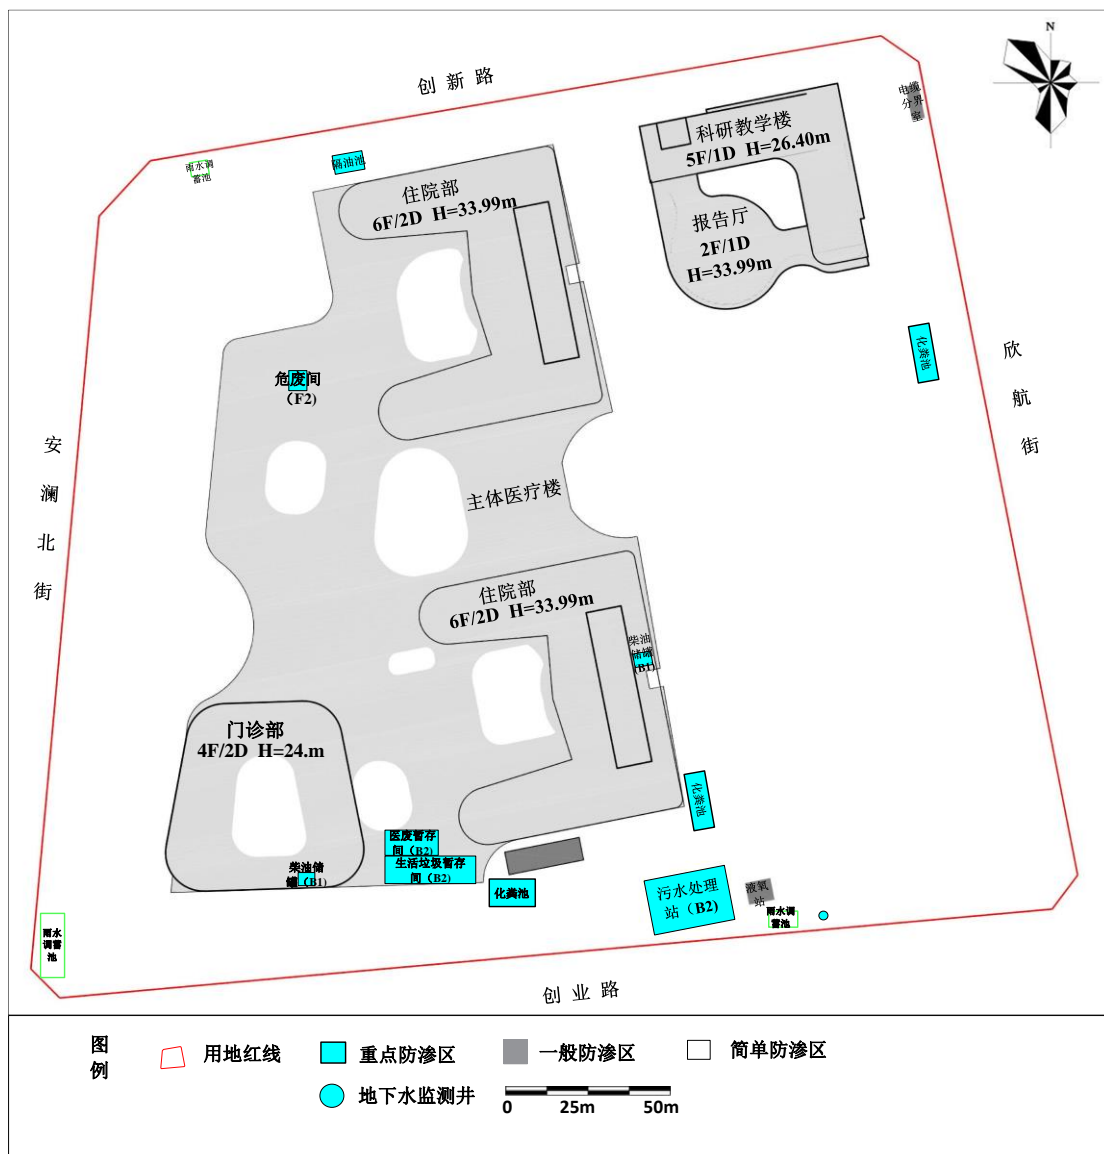 N
创新路
电缆
分界
室
雨水调
蓄池
隔油池
科研教学楼
5F/1D H=26.40m
住院部
6F/2D H=33.99m
报告厅
2F/1D
H=33.99m
化粪池
欣航街
危废间
（F2)
安澜北街
主体医疗楼
住院部
6F/2D H=33.99m
柴油
储罐
(B1)
门诊部
4F/2D H=24.m
化粪池
医废暂存
间（B2)
生活垃圾暂存
间（B2)
柴油储
罐（B1)
化粪池
污水处理
站（B2)
液氧
站
雨水调
蓄池
雨水
调蓄
池
创业路
图
例
用地红线
重点防渗区
一般防渗区
简单防渗区
地下水监测井
0 25m 50m